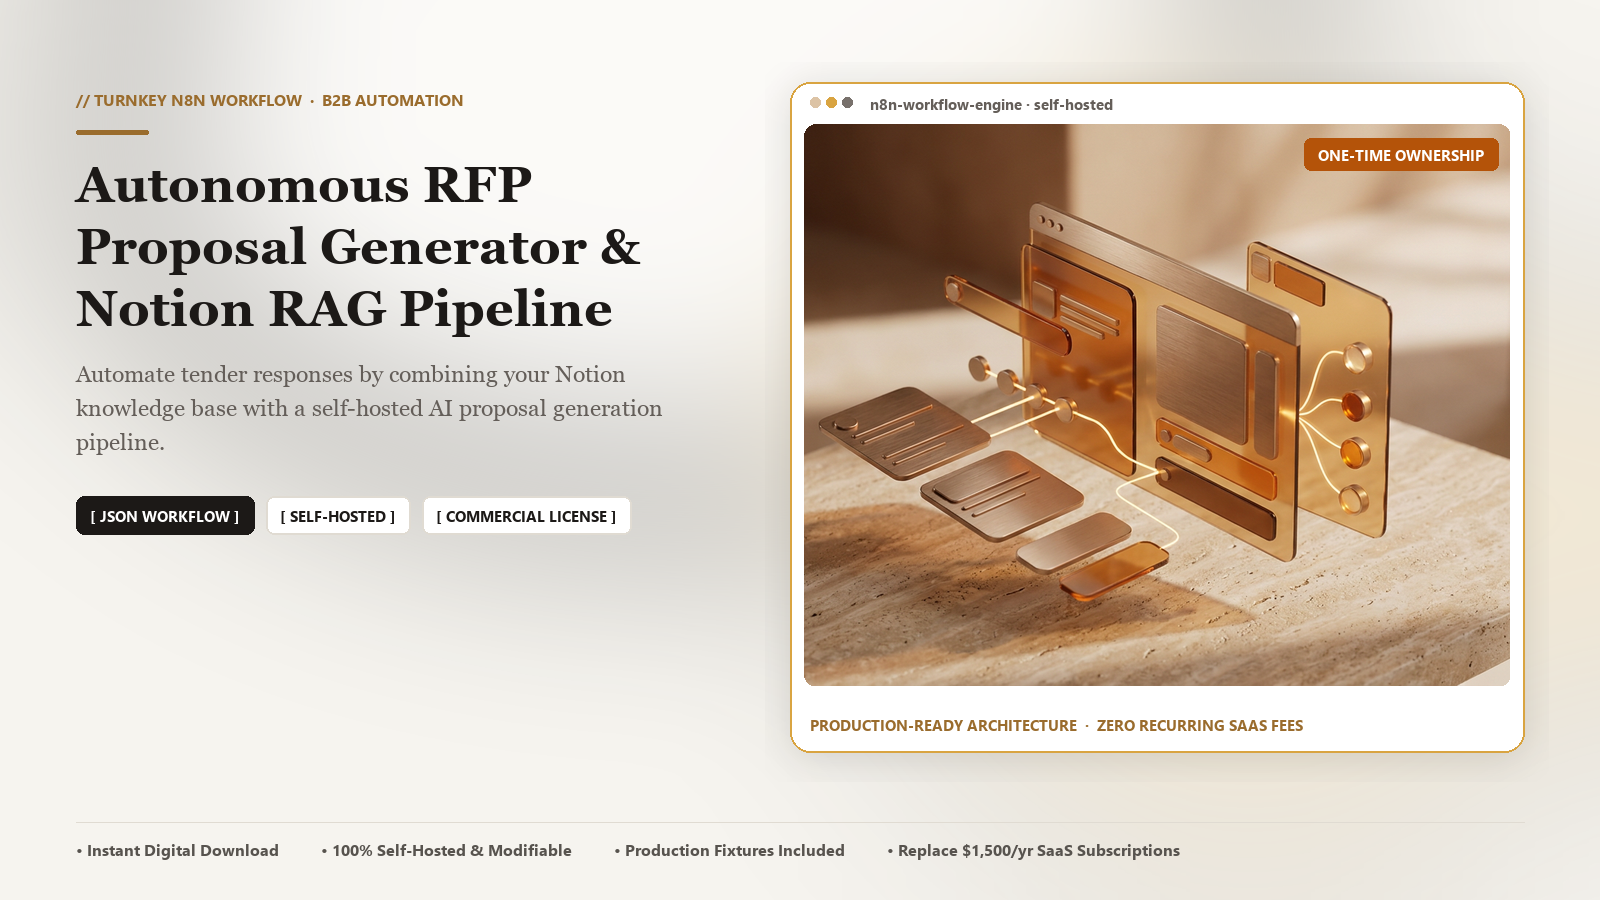 // TURNKEY N8N WORKFLOW · B2B AUTOMATION
Autonomous RFP
Proposal Generator &
Notion RAG Pipeline
Automate tender responses by combining your Notion
knowledge base with a self-hosted AI proposal generation
pipeline.
[ JSON WORKFLOW ]
[ SELF-HOSTED ]
[ COMMERCIAL LICENSE ]
n8n-workflow-engine · self-hosted
ONE-TIME OWNERSHIP
PRODUCTION-READY ARCHITECTURE · ZERO RECURRING SAAS FEES
• Instant Digital Download
• 100% Self-Hosted & Modifiable
• Production Fixtures Included
• Replace $1,500/yr SaaS Subscriptions